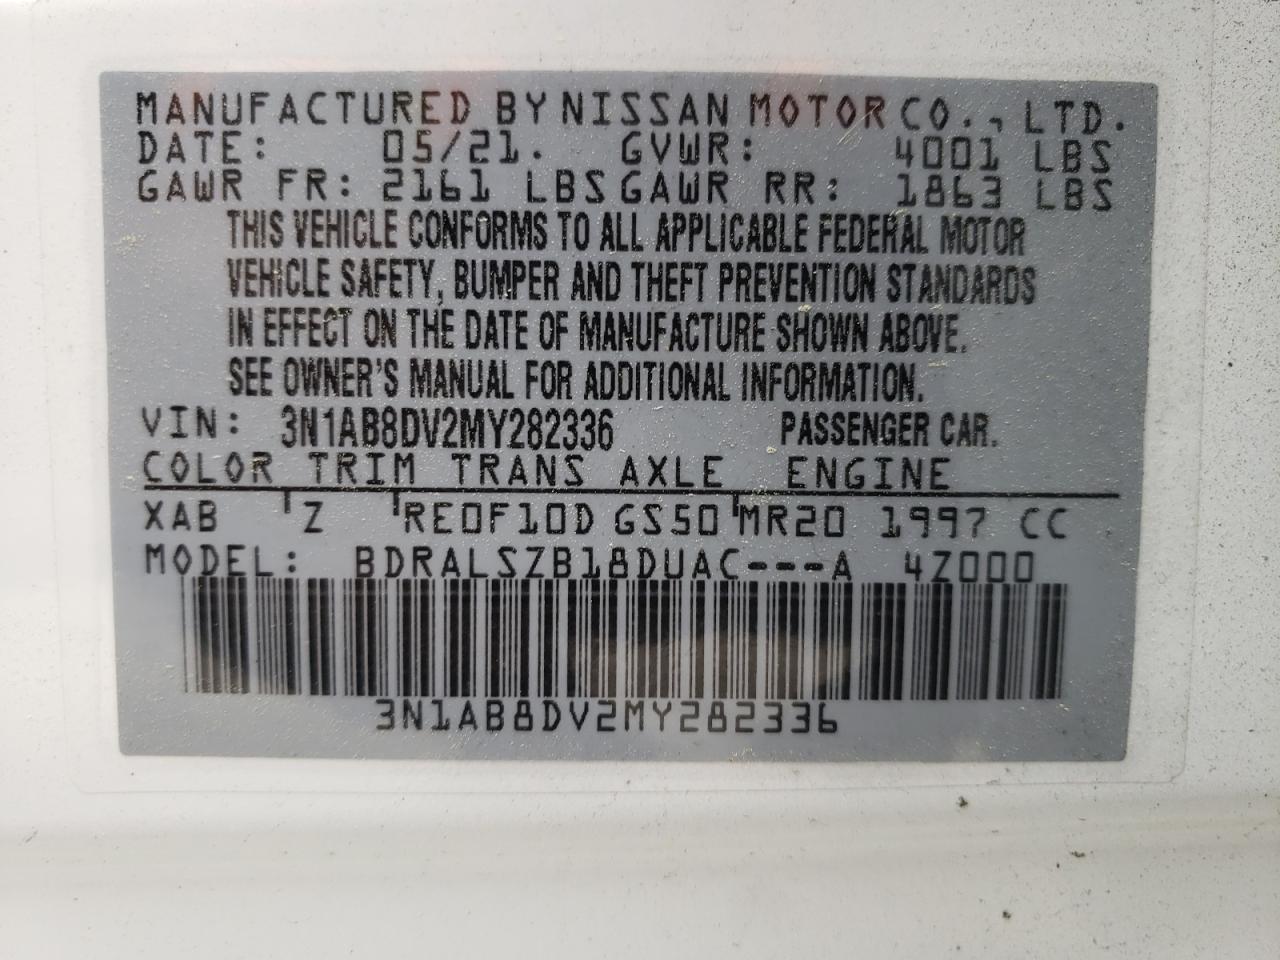 MANUFACTURED BY NISSAN MOTOR CO., LTD.
DATE: 05/21. GVWR: 4001 LBS
GAWR FR: 2161 LBS GAWR RR: 1863 LBS
THIS VEHICLE CONFORMS TO ALL APPLICABLE FEDERAL MOTOR
VEHICLE SAFETY, BUMPER AND THEFT PREVENTION STANDARDS
IN EFFECT ON THE DATE OF MANUFACTURE SHOWN ABOVE.
SEE OWNER'S MANUAL FOR ADDITIONAL INFORMATION.
VIN: 3N1AB8DV2MY282336 PASSENGER CAR.
COLOR TRIM TRANS AXLE ENGINE
XAB Z RE0F10D GS50 MR20 1997 CC
MODEL: BDRALSZB18DUAC---A 4Z000
3N1AB8DV2MY282336